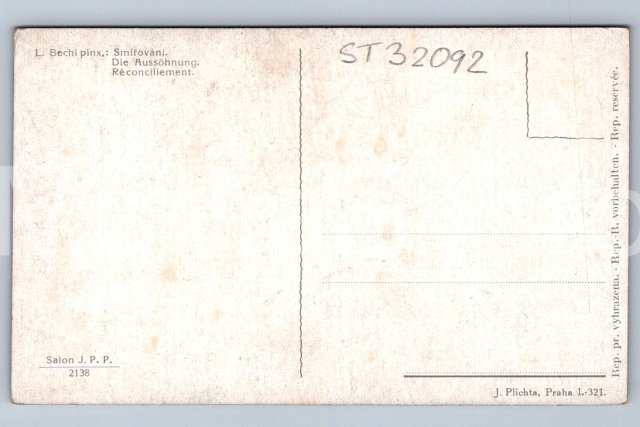 L. Bechi pinx.: Smiřování.
Die Aussöhnung.
Réconciliement.
ST32092
Rep. pr. vyhrazena. - Rep.-R. vorbehalten. - Rep. reservée.
Salon J. P. P.
2138
J. Plichta, Praha I.-321.